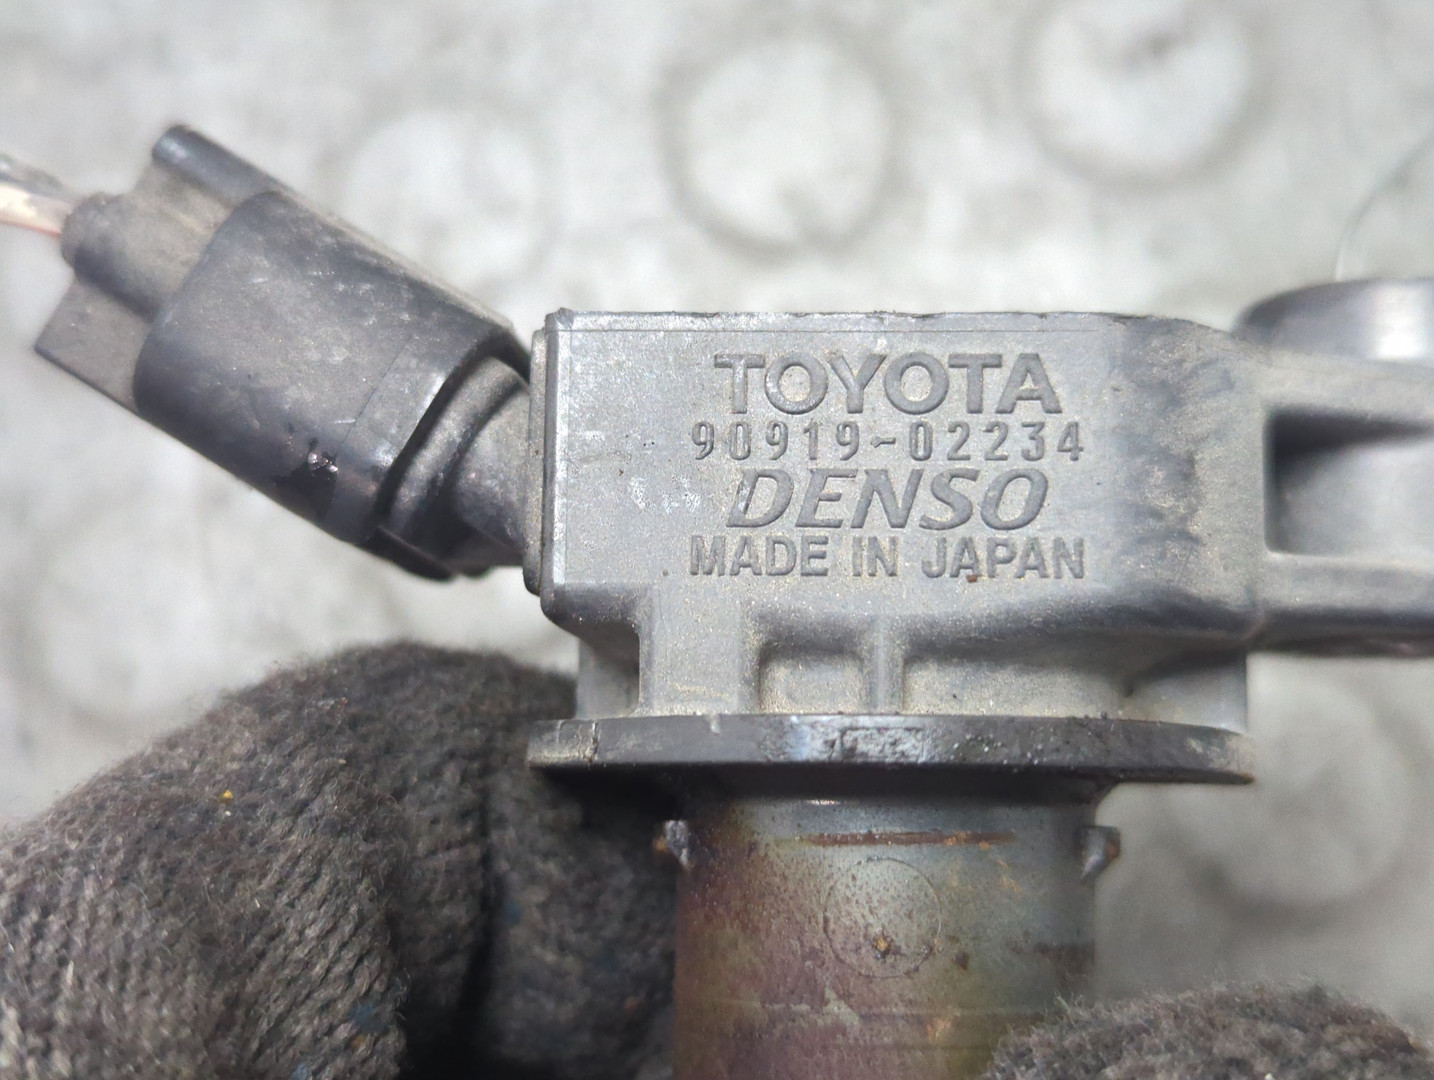 TOYOTA
90919-02234
DENSO
MADE IN JAPAN